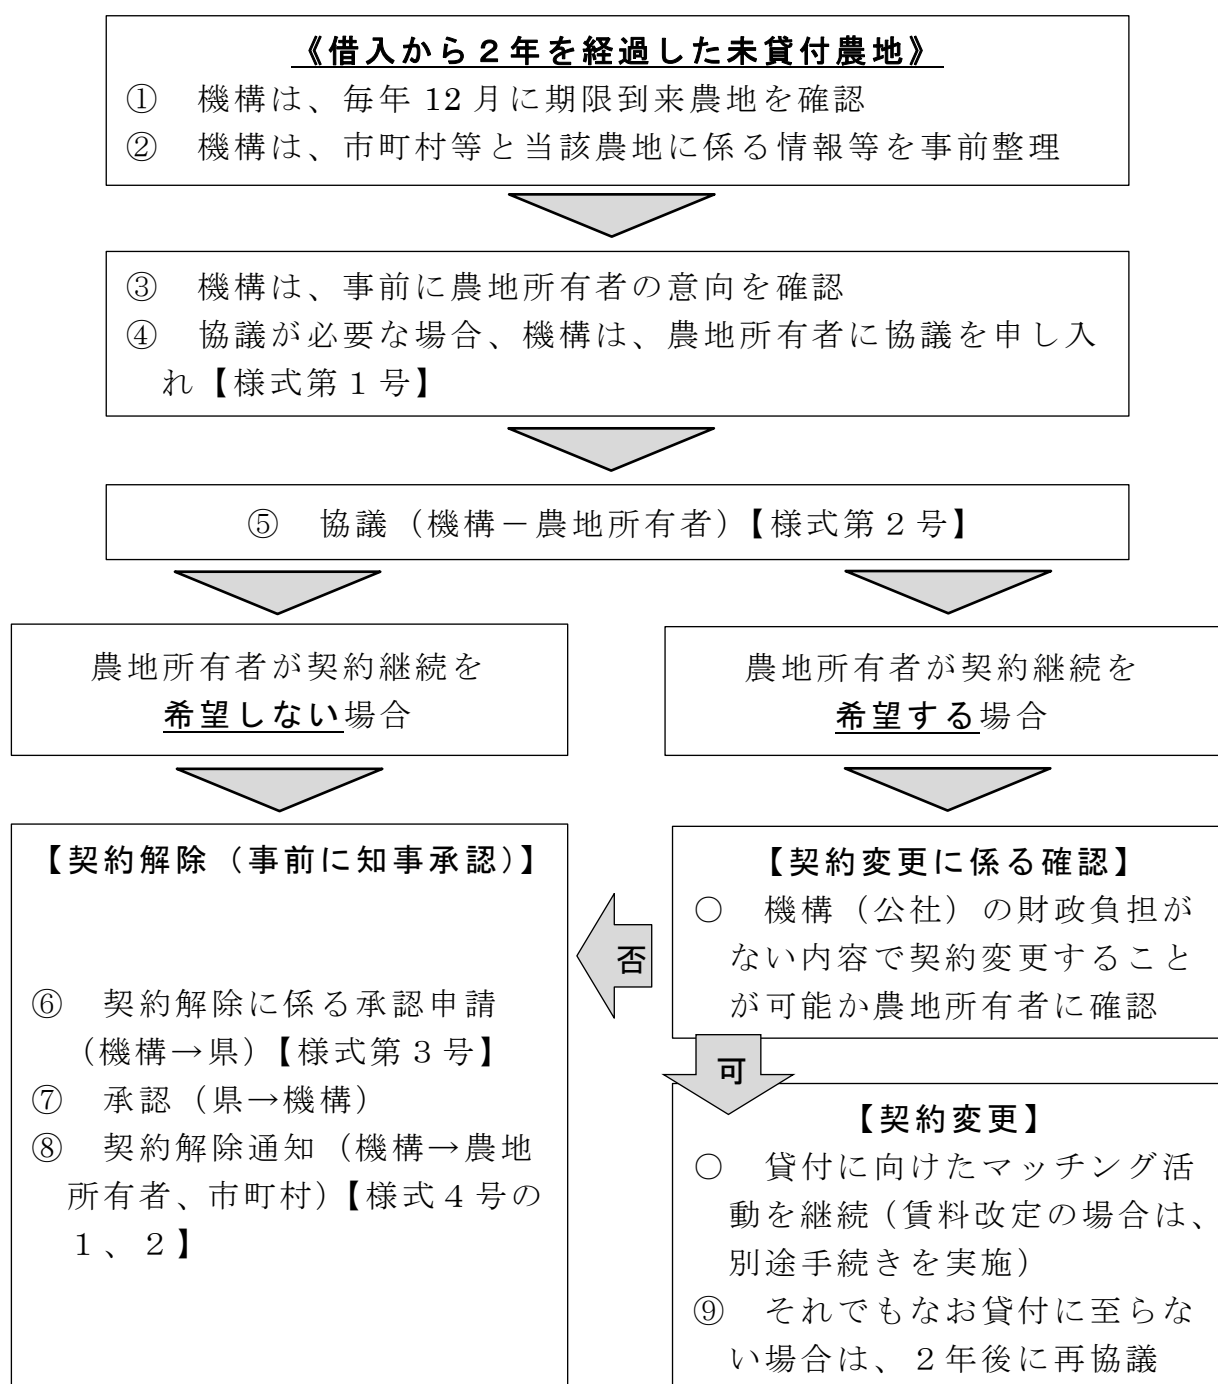 《借入から２年を経過した未貸付農地》
①　機構は、毎年 12 月に期限到来農地を確認
②　機構は、市町村等と当該農地に係る情報等を事前整理
③　機構は、事前に農地所有者の意向を確認
④　協議が必要な場合、機構は、農地所有者に協議を申し入
れ【様式第１号】
⑤　協議（機構－農地所有者）【様式第２号】
農地所有者が契約継続を
希望しない場合
農地所有者が契約継続を
希望する場合
【契約解除（事前に知事承認）】
⑥　契約解除に係る承認申請
（機構→県）【様式第３号】
⑦　承認（県→機構）
⑧　契約解除通知（機構→農地
所有者、市町村）【様式４号の
１、２】
否
【契約変更に係る確認】
○　機構（公社）の財政負担が
ない内容で契約変更すること
が可能か農地所有者に確認
可
【契約変更】
○　貸付に向けたマッチング活
動を継続（賃料改定の場合は、
別途手続きを実施）
⑨　それでもなお貸付に至らな
い場合は、２年後に再協議